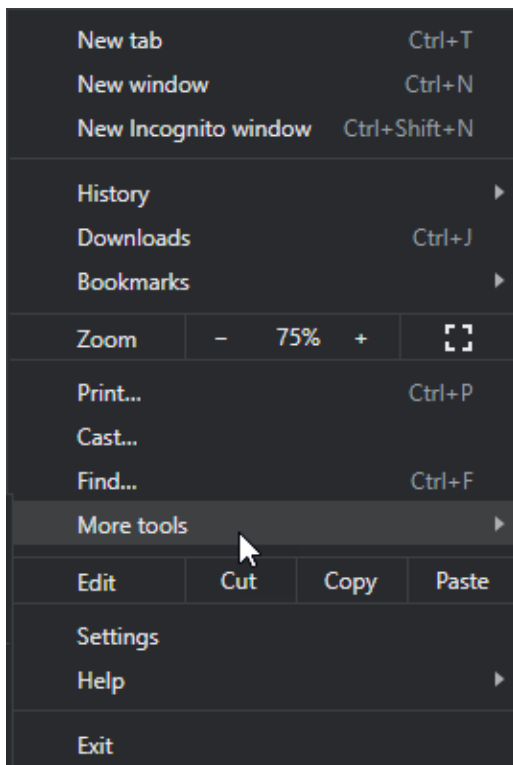 New tab Ctrl+T
New window Ctrl+N
New Incognito window Ctrl+Shift+N
History
Downloads Ctrl+J
Bookmarks
Zoom − 75% +
Print... Ctrl+P
Cast...
Find... Ctrl+F
More tools
Edit Cut Copy Paste
Settings
Help
Exit